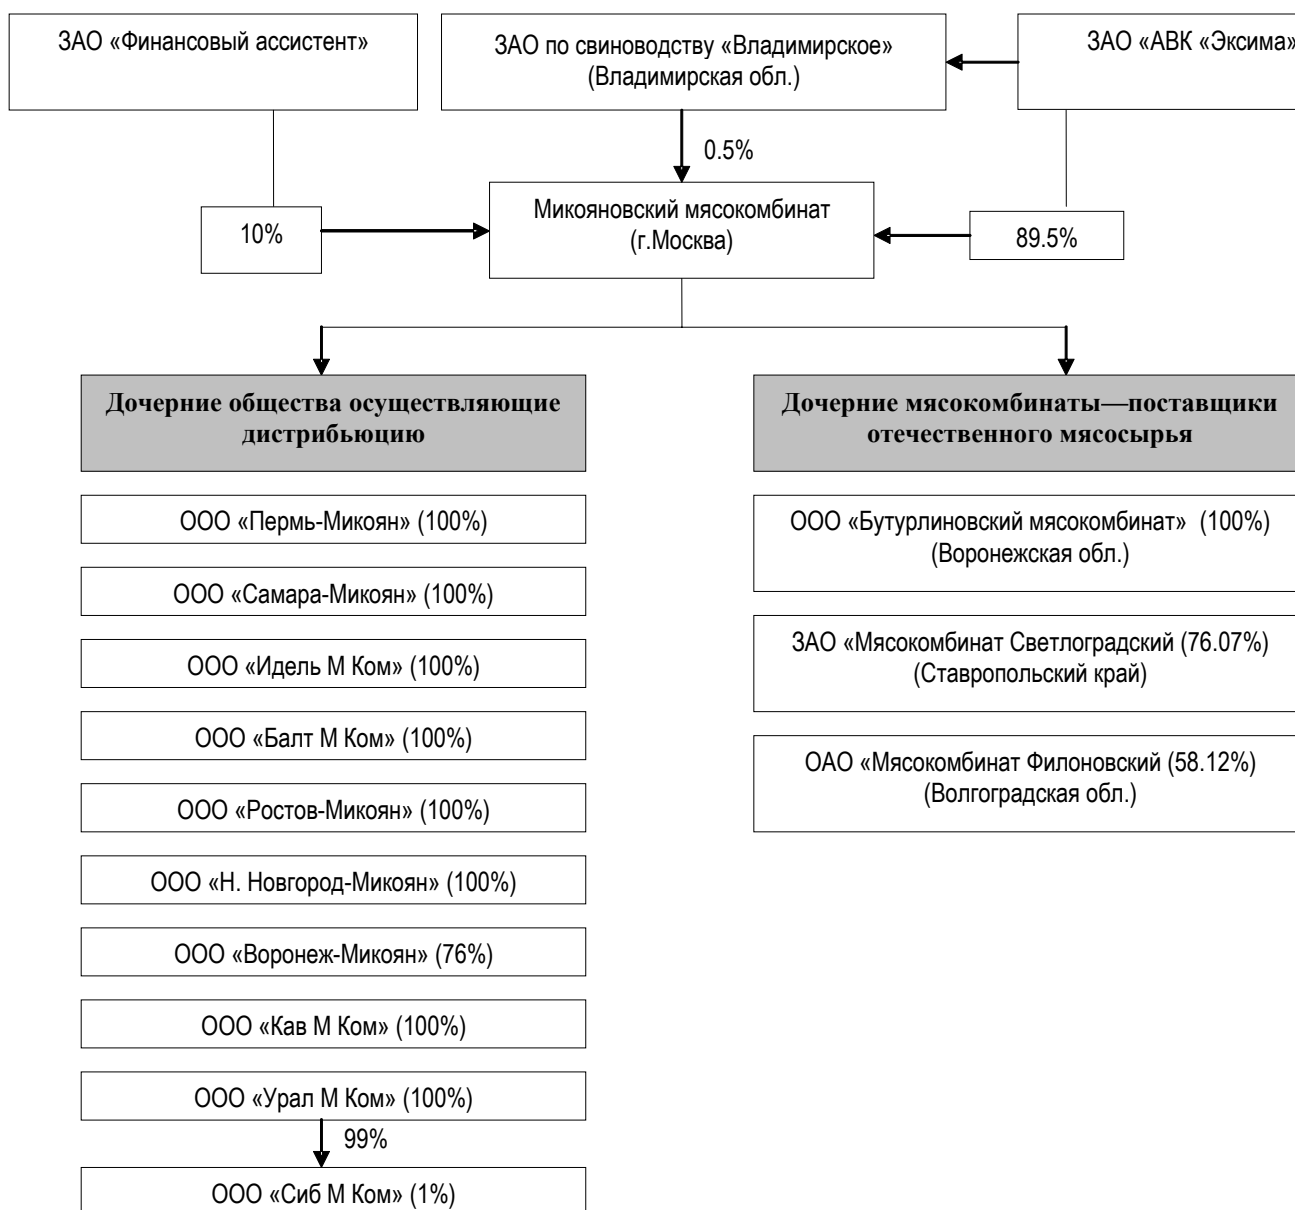 ЗАО «Финансовый ассистент»
ЗАО по свиноводству «Владимирское»
(Владимирская обл.)
ЗАО «АВК «Эксима»
0.5%
Микояновский мясокомбинат
(г.Москва)
10%
89.5%
Дочерние общества осуществляющие
дистрибьюцию
ООО «Пермь-Микоян» (100%)
ООО «Самара-Микоян» (100%)
ООО «Идель М Ком» (100%)
ООО «Балт М Ком» (100%)
ООО «Ростов-Микоян» (100%)
ООО «Н. Новгород-Микоян» (100%)
ООО «Воронеж-Микоян» (76%)
ООО «Кав М Ком» (100%)
ООО «Урал М Ком» (100%)
99%
ООО «Сиб М Ком» (1%)
Дочерние мясокомбинаты—поставщики
отечественного мясосырья
ООО «Бутурлиновский мясокомбинат» (100%)
(Воронежская обл.)
ЗАО «Мясокомбинат Светлоградский (76.07%)
(Ставропольский край)
ОАО «Мясокомбинат Филоновский (58.12%)
(Волгоградская обл.)